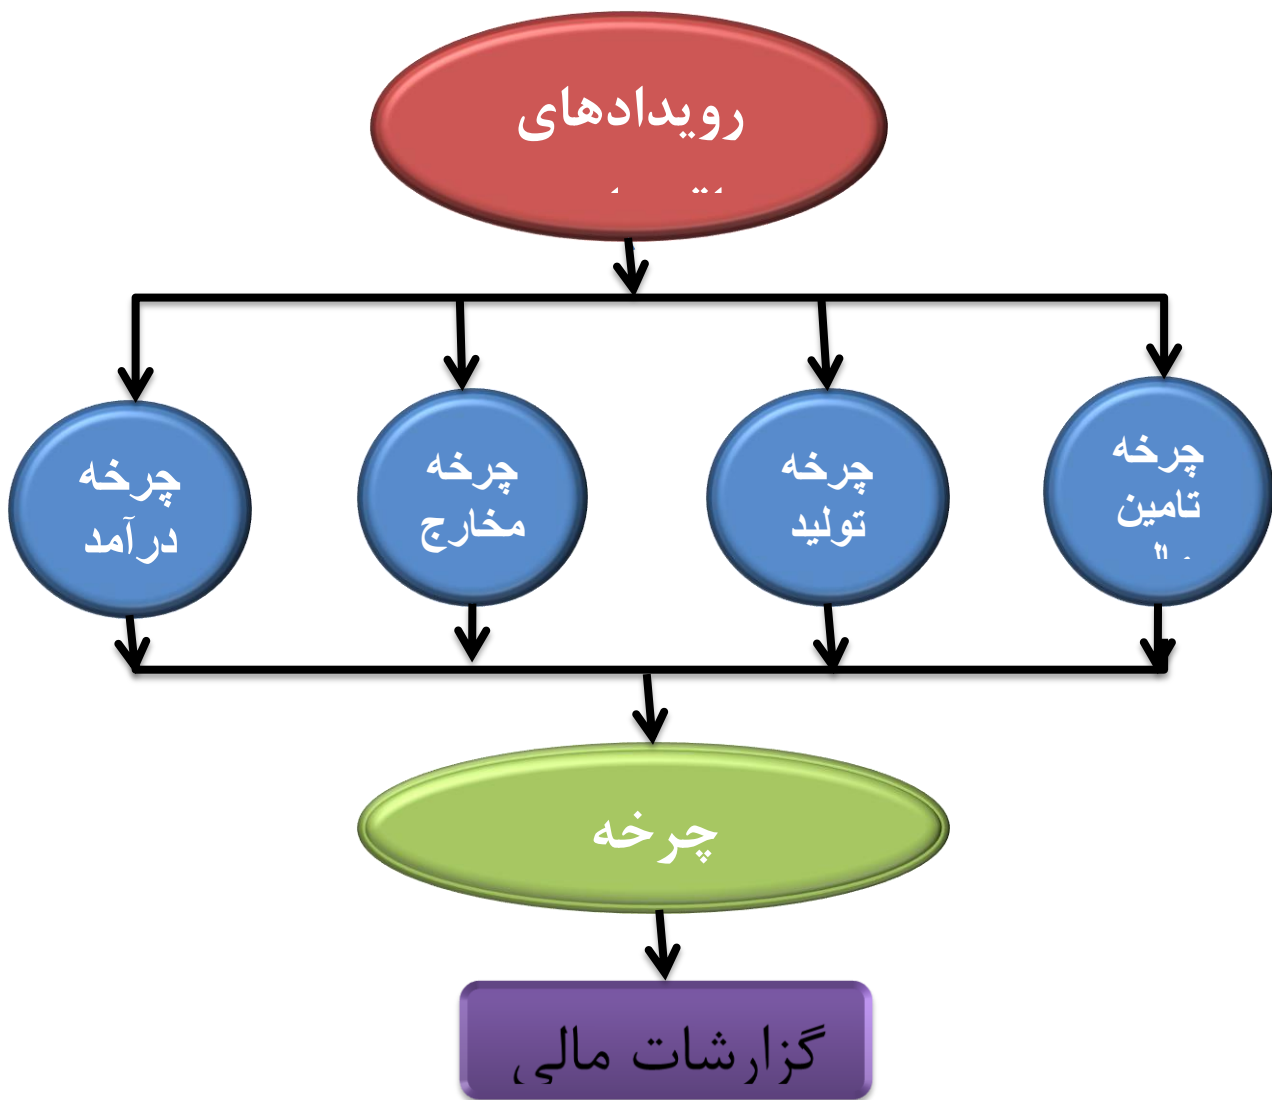 رویدادهای
چرخه
تامین
چرخه
تولید
چرخه
مخارج
چرخه
درآمد
چرخه
گزارشات مالی